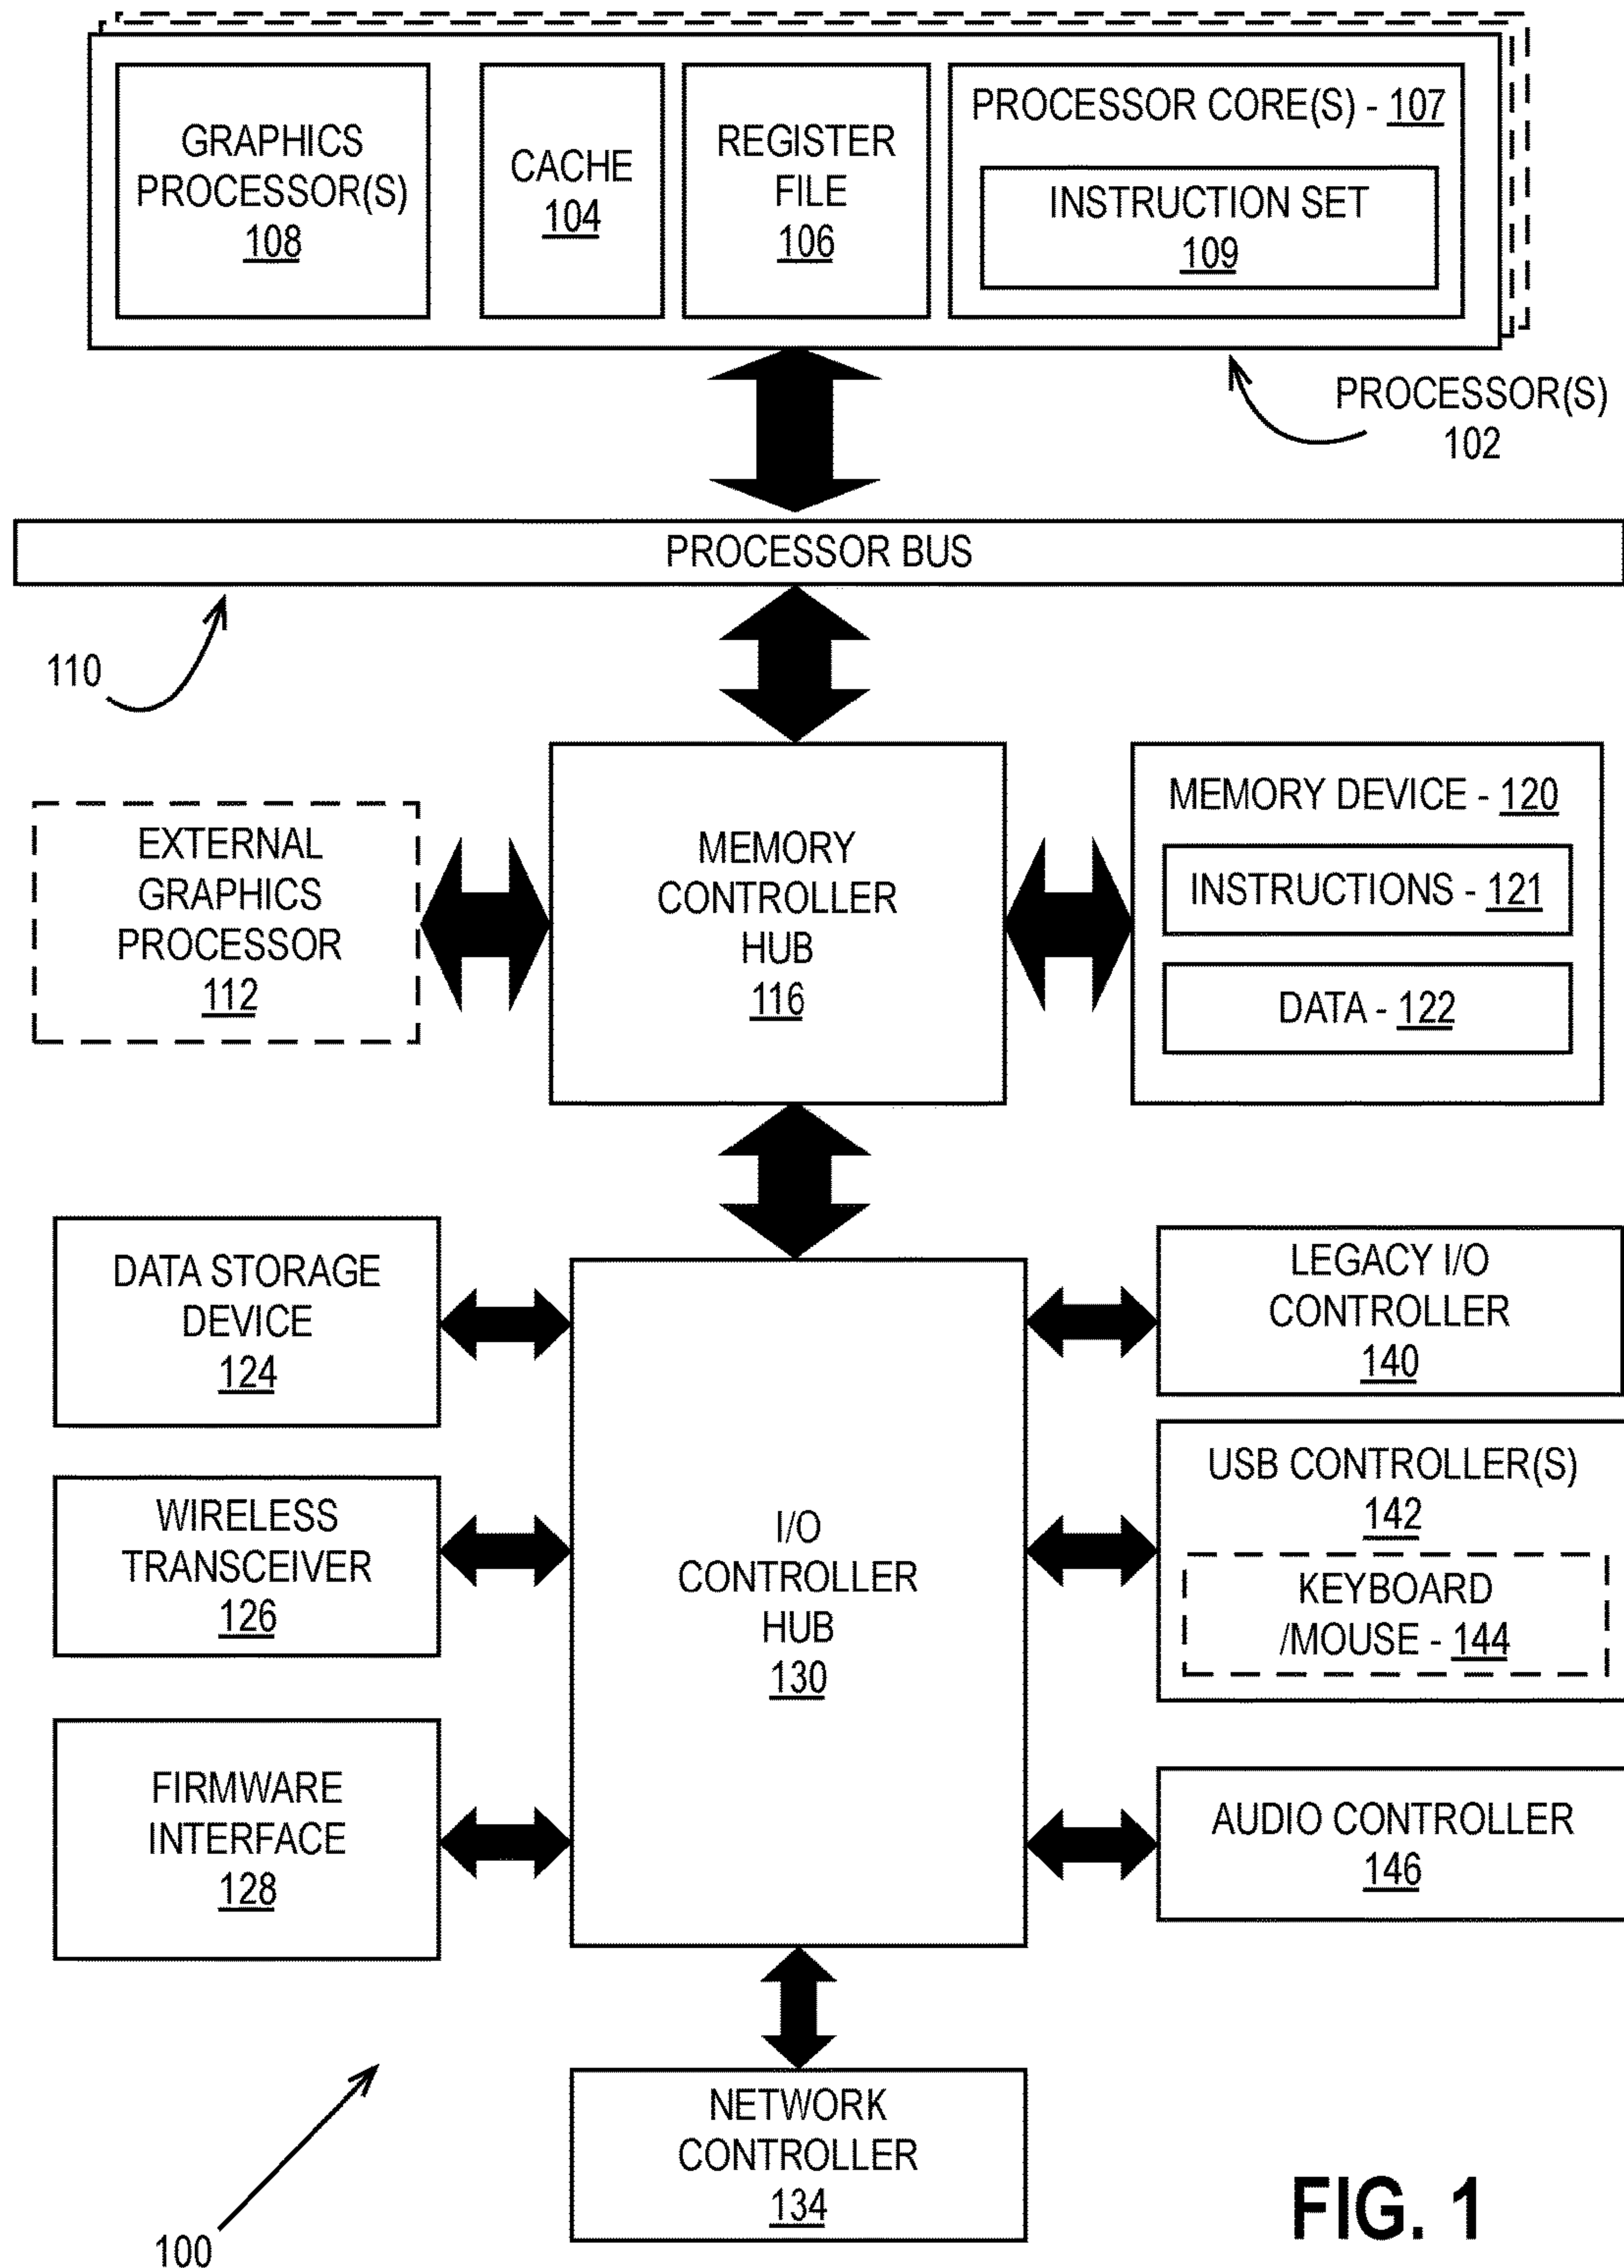 GRAPHICS
PROCESSOR(S)
108
CACHE
104
REGISTER
FILE
106
PROCESSOR CORE(S) - 107
INSTRUCTION SET
109
PROCESSOR(S)
102
PROCESSOR BUS
110
EXTERNAL
GRAPHICS
PROCESSOR
112
MEMORY
CONTROLLER
HUB
116
MEMORY DEVICE - 120
INSTRUCTIONS - 121
DATA - 122
DATA STORAGE
DEVICE
124
WIRELESS
TRANSCEIVER
126
FIRMWARE
INTERFACE
128
I/O
CONTROLLER
HUB
130
LEGACY I/O
CONTROLLER
140
USB CONTROLLER(S)
142
KEYBOARD
/MOUSE - 144
AUDIO CONTROLLER
146
NETWORK
CONTROLLER
134
100
FIG. 1